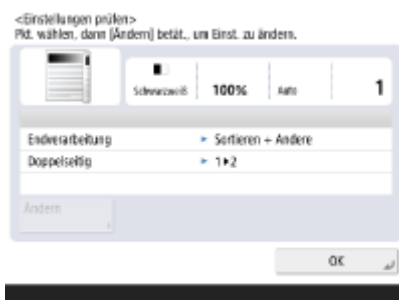 <Einstellungen prüfen>
Pkt. wählen, dann [Ändern] betät., um Einst. zu ändern.
Schwarzweiß 100% Auto 1
Endverarbeitung ► Sortieren + Andere
Doppelseitig ► 1►2
Ändern
OK